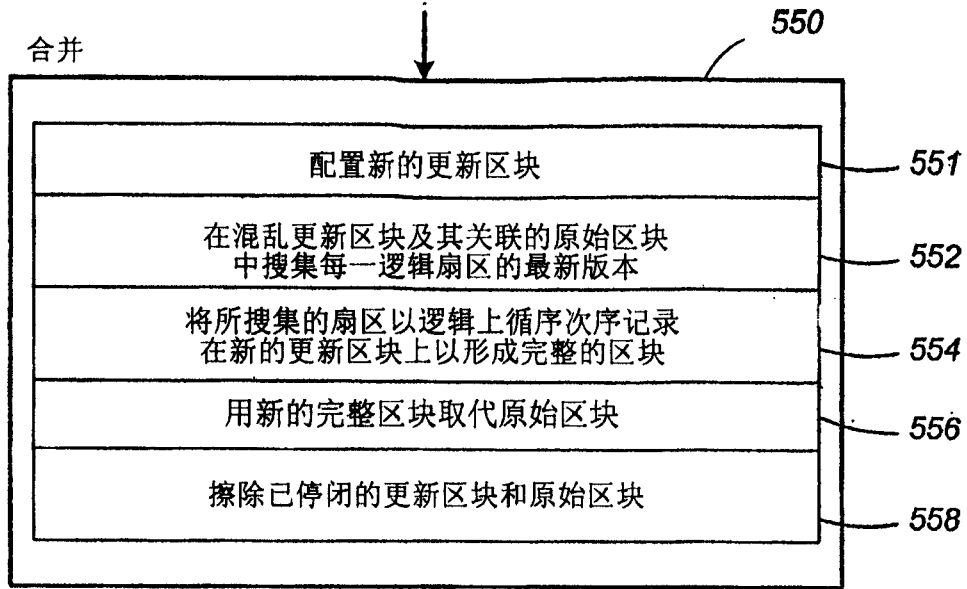 合并
550
配置新的更新区块
551
在混乱更新区块及其关联的原始区块
中搜集每一逻辑扇区的最新版本
552
将所搜集的扇区以逻辑上循序次序记录
在新的更新区块上以形成完整的区块
554
用新的完整区块取代原始区块
556
擦除已停闭的更新区块和原始区块
558